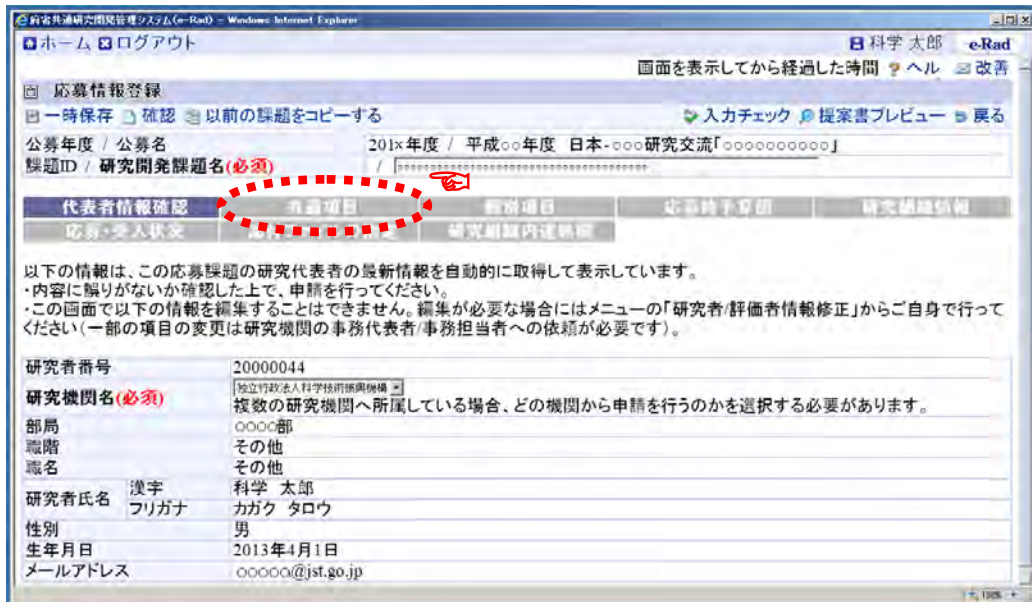 府省共通研究開発管理システム(e-Rad) - Windows Internet Explorer
ホーム ログアウト 科学 太郎 e-Rad
画面を表示してから経過した時間 ヘル 改善
応募情報登録
一時保存 確認 以前の課題をコピーする 入力チェック 提案書プレビュー 戻る
公募年度 / 公募名 201×年度 / 平成○○年度 日本-○○○研究交流「○○○○○○○○○○」
課題ID / 研究開発課題名(必須) /
代表者情報確認 共通項目 個別項目 応募時予算額 研究組織情報
応募・受入状況 研究組織内連絡欄
以下の情報は、この応募課題の研究代表者の最新情報を自動的に取得して表示しています。
・内容に誤りがないか確認した上で、申請を行ってください。
・この画面で以下の情報を編集することはできません。編集が必要な場合にはメニューの「研究者/評価者情報修正」からご自身で行って
ください(一部の項目の変更は研究機関の事務代表者/事務担当者への依頼が必要です)。
研究者番号 20000044
研究機関名(必須) 独立行政法人科学技術振興機構
複数の研究機関へ所属している場合、どの機関から申請を行うのかを選択する必要があります。
部局 ○○○○部
職階 その他
職名 その他
研究者氏名 漢字 科学 太郎
フリガナ カガク タロウ
性別 男
生年月日 2013年4月1日
メールアドレス ○○○○○@jst.go.jp